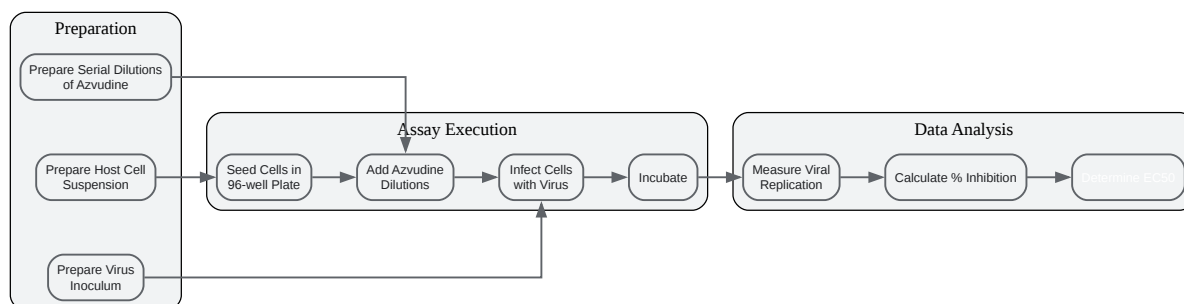 Preparation
Prepare Serial Dilutions
of Azvudine
Prepare Host Cell
Suspension
Prepare Virus
Inoculum
Assay Execution
Seed Cells in
96-well Plate
Add Azvudine
Dilutions
Infect Cells
with Virus
Incubate
Data Analysis
Measure Viral
Replication
Calculate % Inhibition
Determine EC50